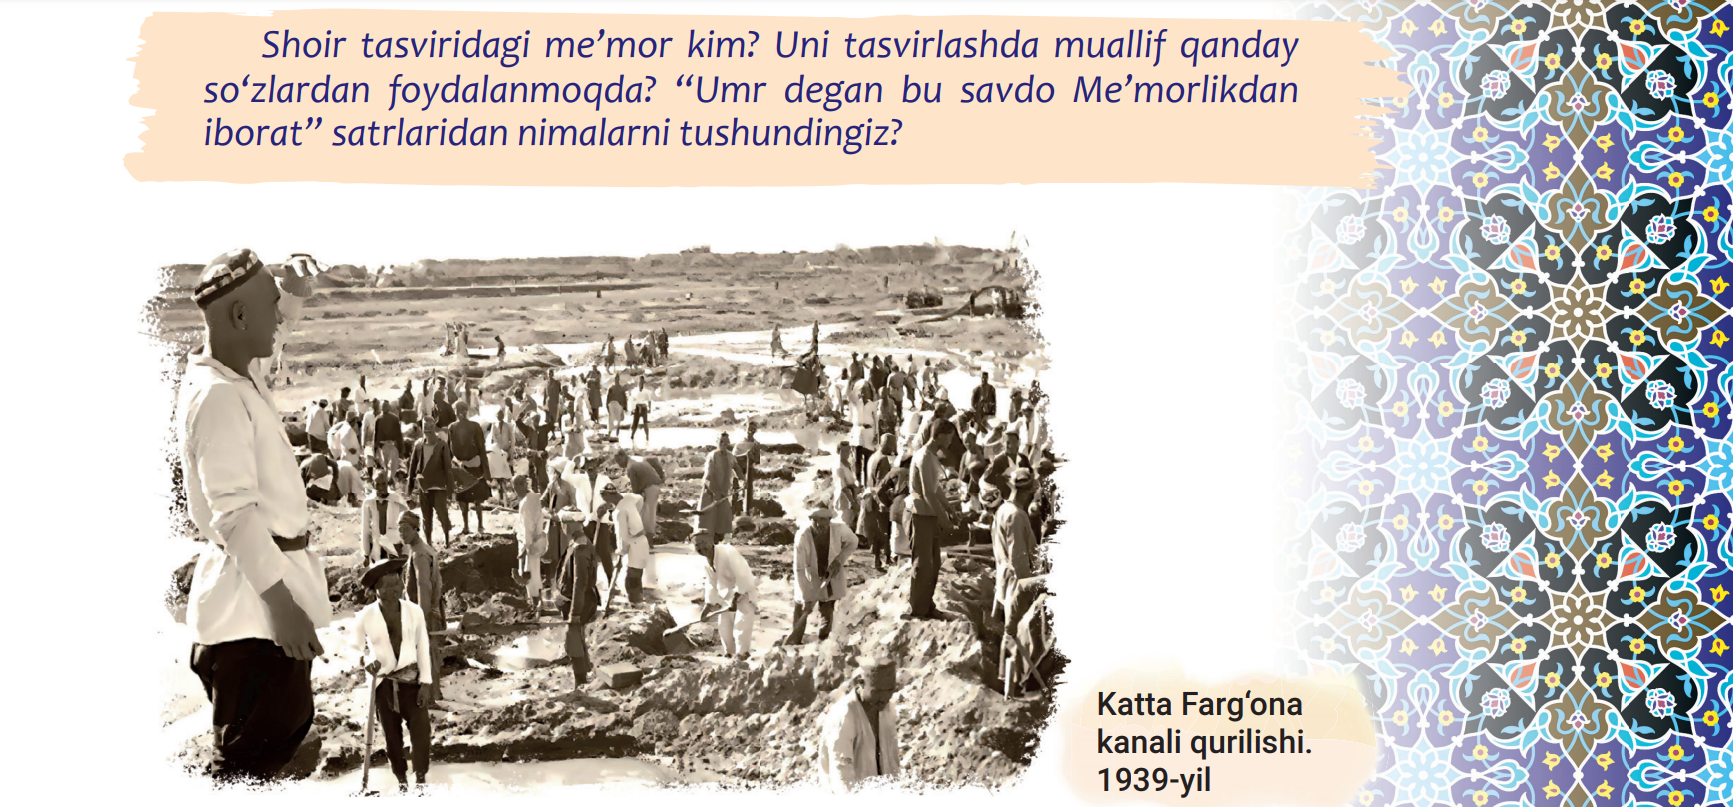 Shoir tasviridagi me’mor kim? Uni tasvirlashda muallif qanday
so‘zlardan foydalanmoqda? “Umr degan bu savdo Me’morlikdan
iborat” satrlaridan nimalarni tushundingiz?
Katta Farg‘ona
kanali qurilishi.
1939-yil